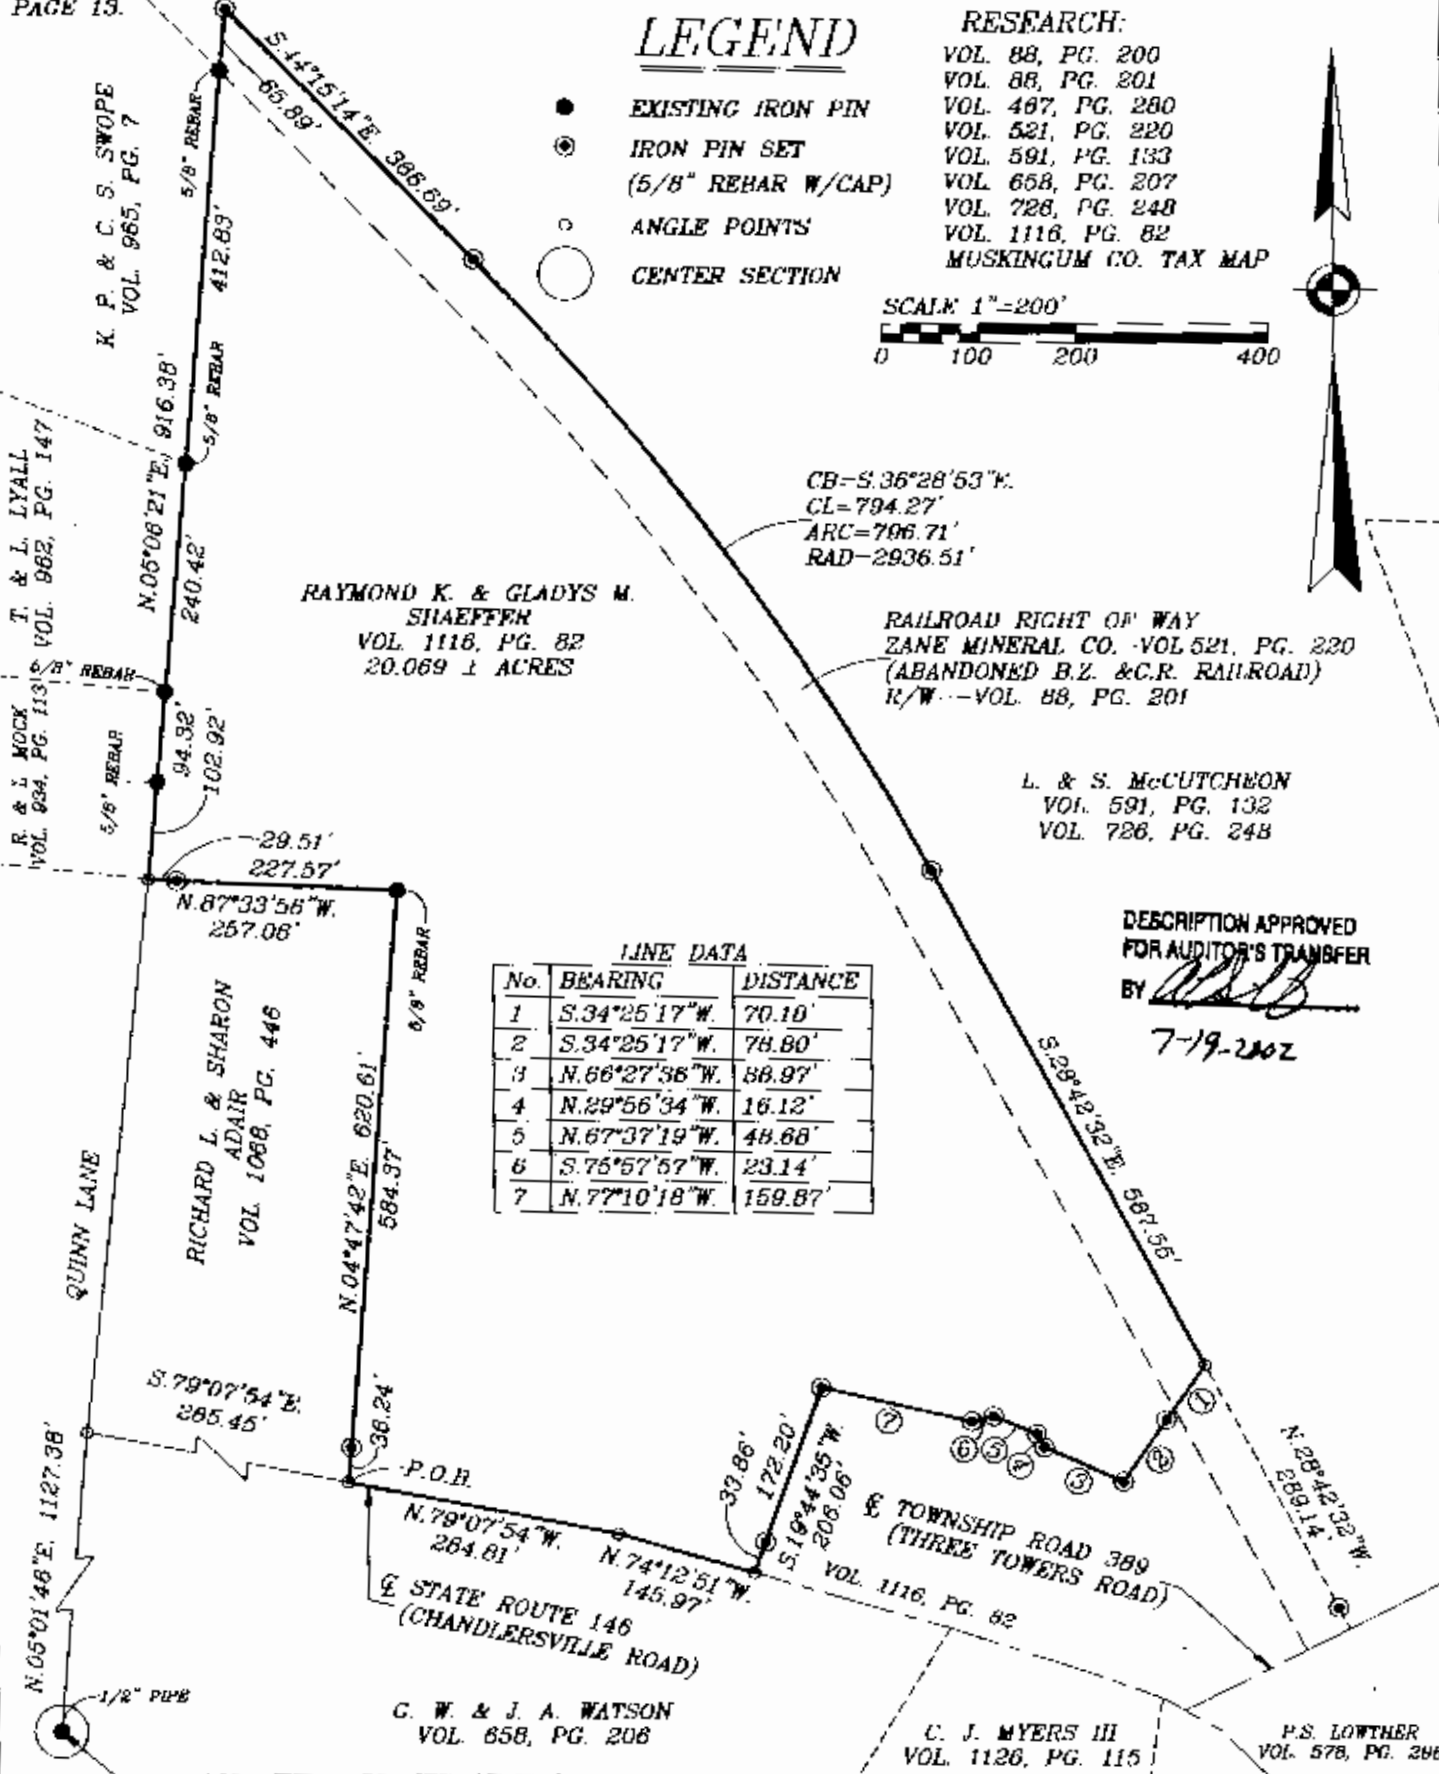 PAGE 13.
LEGEND
EXISTING IRON PIN
IRON PIN SET
(5/8" REBAR W/CAP)
ANGLE POINTS
CENTER SECTION
RESEARCH:
VOL. 88, PG. 200
VOL. 88, PG. 201
VOL. 467, PG. 280
VOL. 521, PG. 220
VOL. 591, PG. 133
VOL. 658, PG. 207
VOL. 726, PG. 248
VOL. 1116, PG. 82
MUSKINGUM CO. TAX MAP
SCALE 1"=200'
0 100 200 400
S.44°15'14"E. 366.69'
65.89'
5/8" REBAR
K. P. & C. S. SWOPE
VOL. 965, PG. 7
412.83'
5/8" REBAR
N.05°06'21"E. 916.38'
T. & L. LYALL
VOL. 962, PG. 147
240.42'
5/8" REBAR
R. & L. MOCK
VOL. 934, PG. 113
5/8" REBAR
94.32'
102.92'
CB=S.36°28'53"E.
CL=794.27'
ARC=796.71'
RAD=2936.51'
RAYMOND K. & GLADYS M.
SHAEFFER
VOL. 1116, PG. 82
20.069 ± ACRES
RAILROAD RIGHT OF WAY
ZANE MINERAL CO. -VOL 521, PG. 220
(ABANDONED B.Z. &C.R. RAILROAD)
R/W --VOL. 88, PG. 201
L. & S. McCUTCHEON
VOL. 591, PG. 132
VOL. 726, PG. 248
29.51'
227.57'
N.87°33'56"W.
257.08'
5/8" REBAR
DESCRIPTION APPROVED
FOR AUDITOR'S TRANSFER
BY
7-19-2002
LINE DATA
No. BEARING DISTANCE
1 S.34°25'17"W. 70.10'
2 S.34°25'17"W. 78.80'
3 N.66°27'36"W. 88.97'
4 N.29°56'34"W. 16.12'
5 N.67°37'19"W. 48.68'
6 S.75°57'57"W. 23.14'
7 N.77°10'18"W. 159.87'
RICHARD L. & SHARON
ADAIR
VOL. 1068, PG. 446
N.04°47'42"E. 620.61'
584.37'
S.28°42'32"E. 587.56'
QUINN LANE
S.79°07'54"E.
285.45'
36.24'
P.O.B.
N.79°07'54"W.
284.81'
N.74°12'51"W.
145.97'
33.86'
172.20'
S.19°44'35"W.
206.06'
7
6
5
4
3
2
1
N.28°42'32"W.
289.14'
℄ TOWNSHIP ROAD 389
(THREE TOWERS ROAD)
VOL. 1116, PG. 82
℄ STATE ROUTE 146
(CHANDLERSVILLE ROAD)
N.05°01'48"E. 1127.38'
1/2" PIPE
G. W. & J. A. WATSON
VOL. 658, PG. 206
C. J. MYERS III
VOL. 1126, PG. 115
P.S. LOWTHER
VOL. 578, PG.